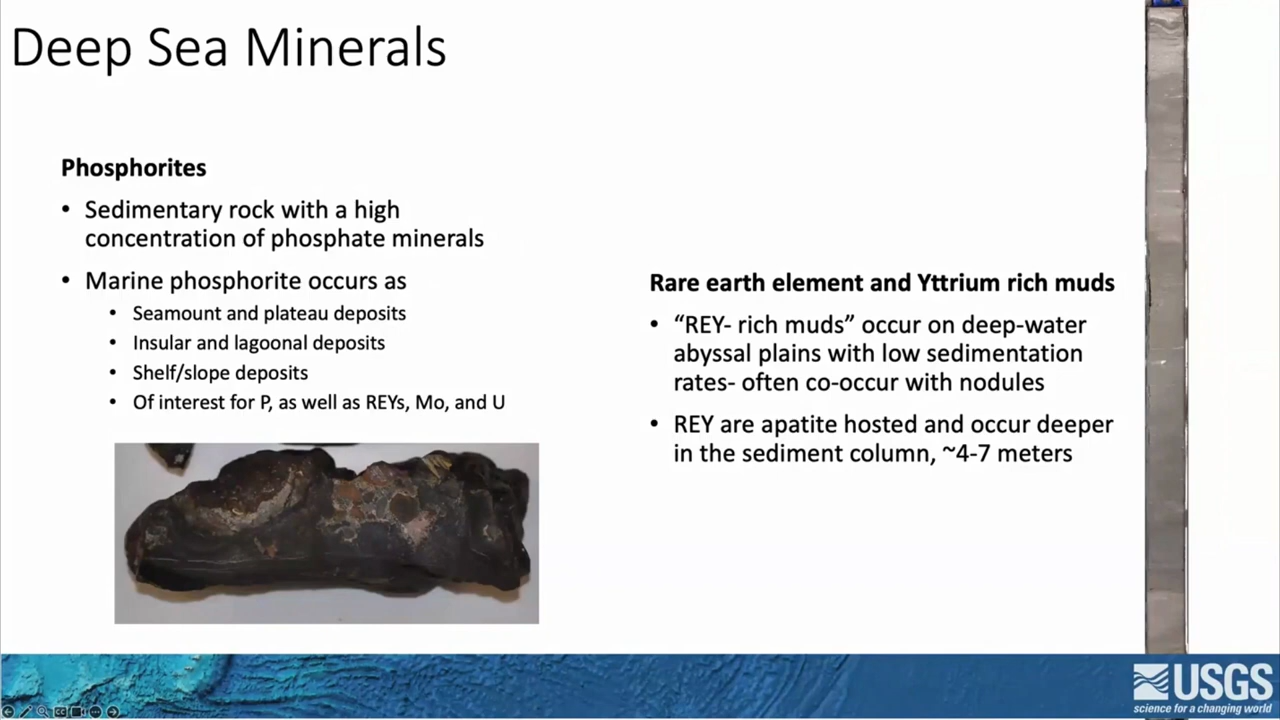 Deep Sea Minerals
Phosphorites
• Sedimentary rock with a high
concentration of phosphate minerals
• Marine phosphorite occurs as
• Seamount and plateau deposits
• Insular and lagoonal deposits
• Shelf/slope deposits
• Of interest for P, as well as REYs, Mo, and U
Rare earth element and Yttrium rich muds
• “REY- rich muds” occur on deep-water
abyssal plains with low sedimentation
rates- often co-occur with nodules
• REY are apatite hosted and occur deeper
in the sediment column, ~4-7 meters
USGS
science for a changing world